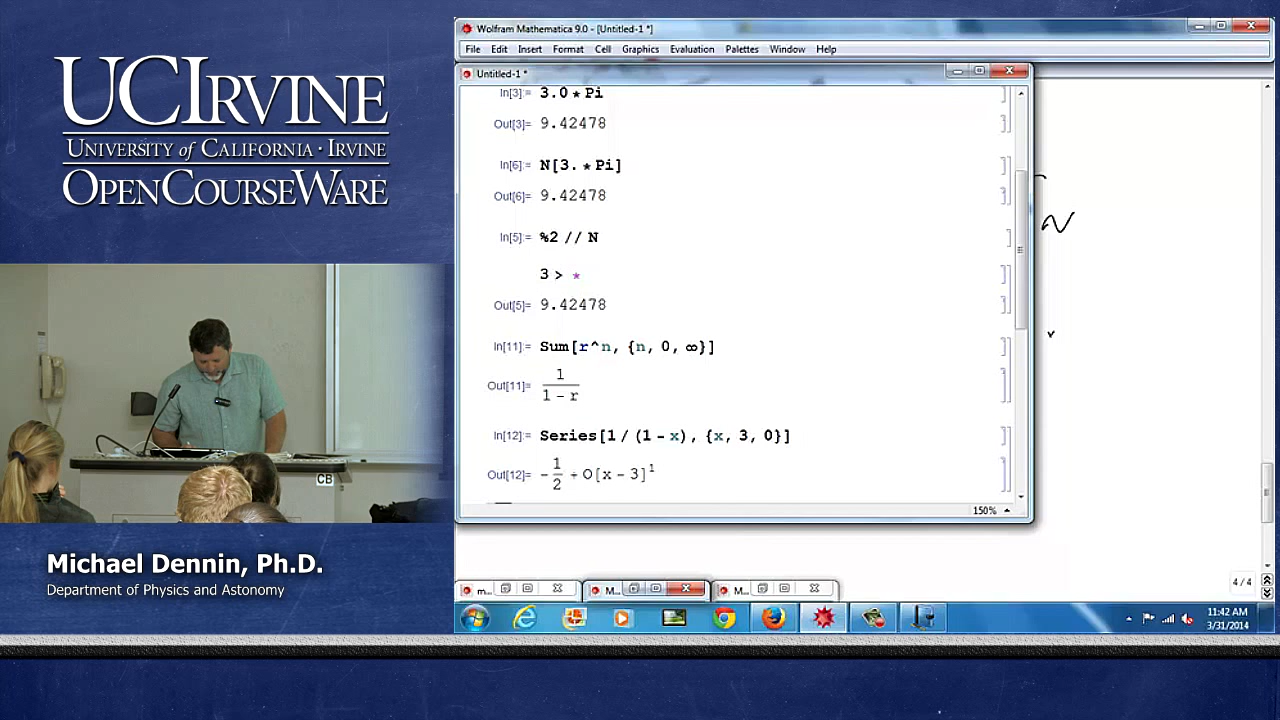 UCIRVINE
UNIVERSITY of CALIFORNIA · IRVINE
OPENCOURSEWARE
CB
Michael Dennin, Ph.D.
Department of Physics and Astonomy
Wolfram Mathematica 9.0 - [Untitled-1 *]
File Edit Insert Format Cell Graphics Evaluation Palettes Window Help
Untitled-1 *
In[3]:= 3.0 * Pi
Out[3]= 9.42478
In[6]:= N[3. * Pi]
Out[6]= 9.42478
In[5]:= %2 // N
3 > *
Out[5]= 9.42478
In[11]:= Sum[r^n, {n, 0, ∞}]
Out[11]= 1 / (1 - r)
In[12]:= Series[1 / (1 - x), {x, 3, 0}]
Out[12]= - 1/2 + O[x - 3]^1
150%
N
4 / 4
m... M... M...
11:42 AM
3/31/2014